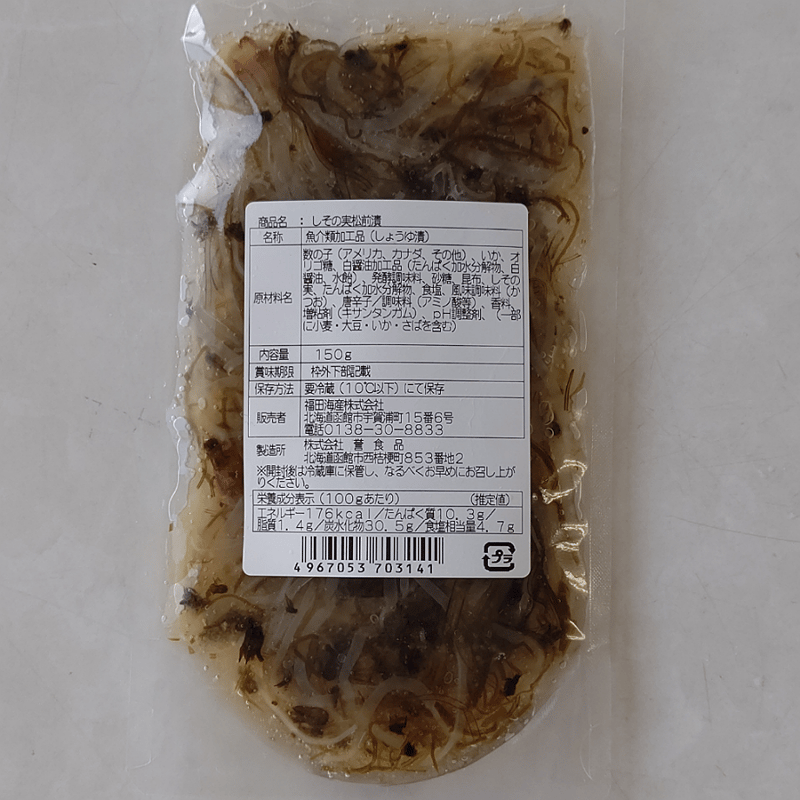 商品名 : しその実松前漬
名称 魚介類加工品(しょうゆ漬)
原材料名 数の子(アメリカ、カナダ、その他)、いか、オ
リゴ糖、白醤油加工品(たんぱく加水分解物、白
醤油、水飴)、発酵調味料、砂糖、昆布、しその
実、たんぱく加水分解物、食塩、風味調味料(か
つお)、唐辛子/調味料(アミノ酸等)、香料、
増粘剤(キサンタンガム)、pH調整剤、(一部
に小麦・大豆・いか・さばを含む)
内容量 150g
賞味期限 枠外下部記載
保存方法 要冷蔵(10℃以下)にて保存
販売者 福田海産株式会社
北海道函館市宇賀浦町15番6号
電話0138-30-8833
製造所 株式会社 誉食品
北海道函館市西桔梗町853番地2
※開封後は冷蔵庫に保管し、なるべくお早めにお召し上が
りください。
栄養成分表示(100gあたり) (推定値)
エネルギー176kcal/たんぱく質10.3g/
脂質1.4g/炭水化物30.5g/食塩相当量4.7g
4967053 703141
プラ